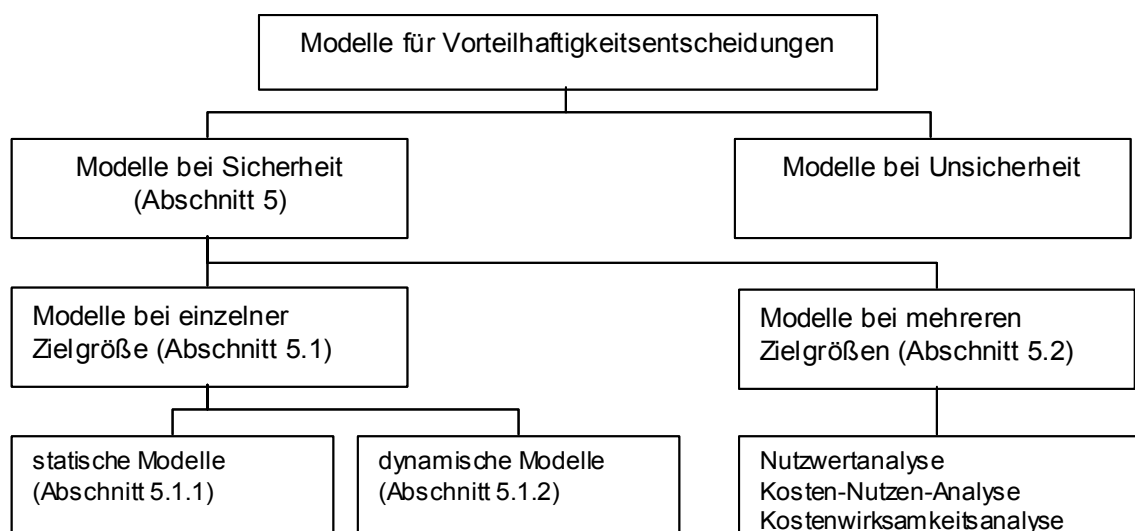 Modelle für Vorteilhaftigkeitsentscheidungen
Modelle bei Sicherheit
(Abschnitt 5)
Modelle bei Unsicherheit
Modelle bei einzelner
Zielgröße (Abschnitt 5.1)
Modelle bei mehreren
Zielgrößen (Abschnitt 5.2)
statische Modelle
(Abschnitt 5.1.1)
dynamische Modelle
(Abschnitt 5.1.2)
Nutzwertanalyse
Kosten-Nutzen-Analyse
Kostenwirksamkeitsanalyse